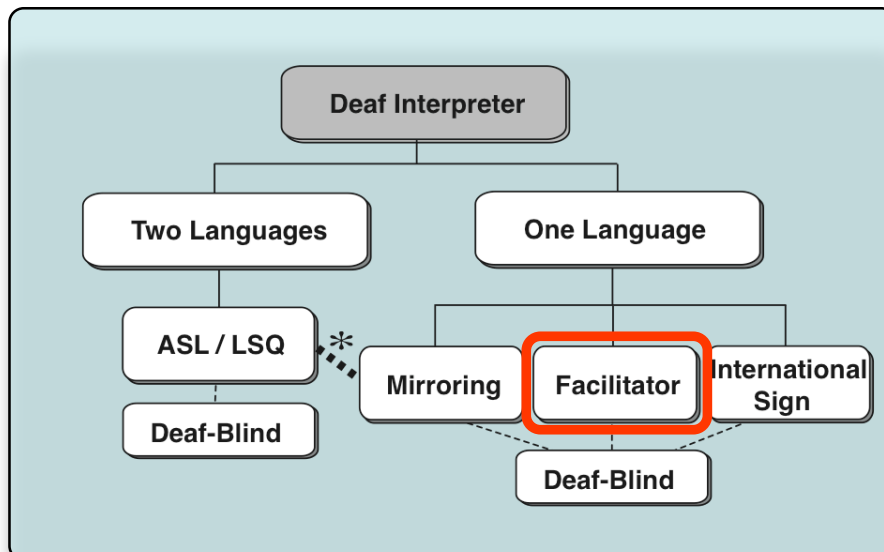 Deaf Interpreter
Two Languages
One Language
ASL / LSQ
*
Mirroring
Facilitator
International
Sign
Deaf-Blind
Deaf-Blind